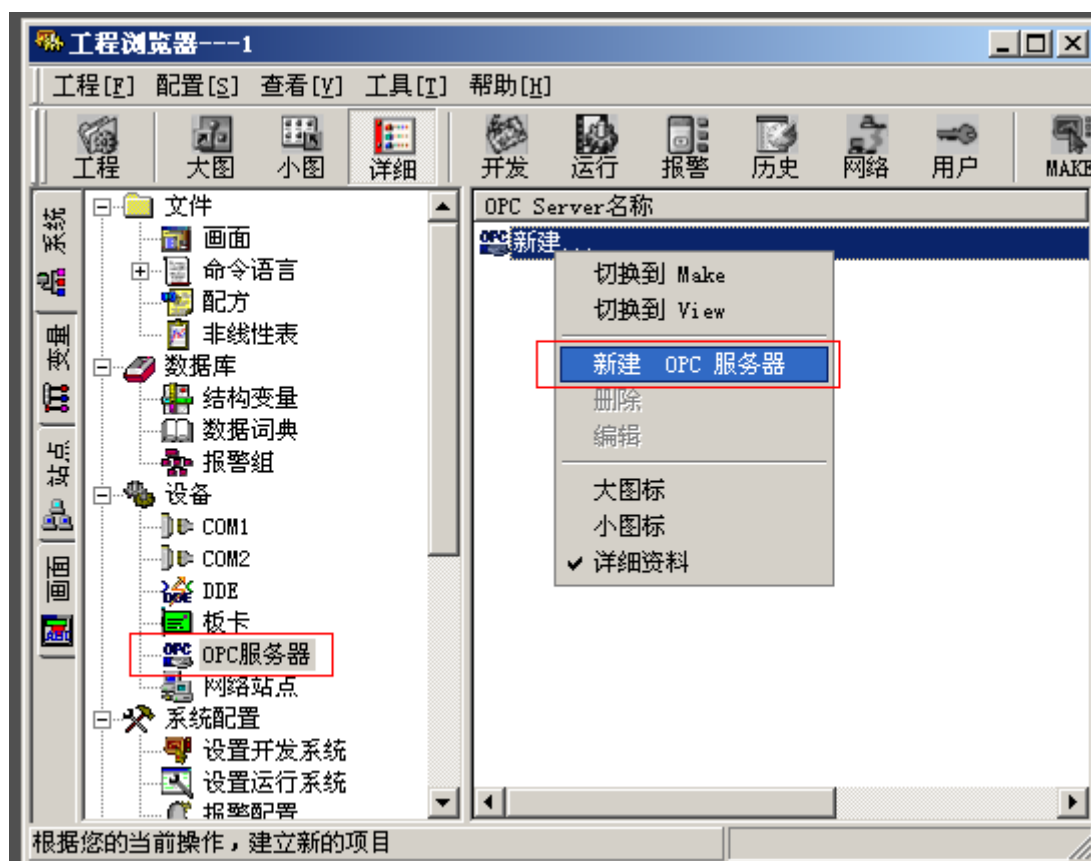 工程浏览器---1
工程[F] 配置[S] 查看[V] 工具[T] 帮助[H]
工程 大图 小图 详细 开发 运行 报警 历史 网络 用户 MAKE
系统
变量
站点
画面
文件
画面
命令语言
配方
非线性表
数据库
结构变量
数据词典
报警组
设备
COM1
COM2
DDE
板卡
OPC服务器
网络站点
系统配置
设置开发系统
设置运行系统
报警配置
OPC Server名称
新建...
切换到 Make
切换到 View
新建 OPC 服务器
删除
编辑
大图标
小图标
详细资料
根据您的当前操作，建立新的项目